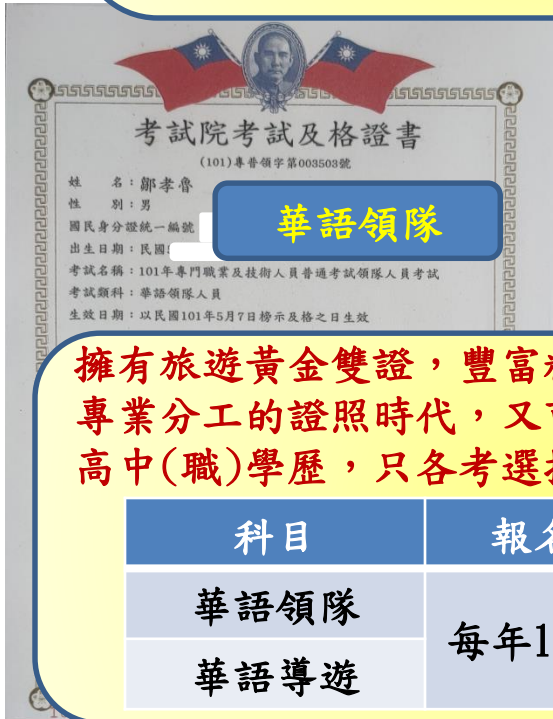 考試院考試及格證書
(101)專普領字第003503號
姓 名：鄒孝魯
性 別：男
國民身分證統一編號
華語領隊
出生日期：民國
考試名稱：101年專門職業及技術人員普通考試領隊人員考試
考試類科：華語領隊人員
生效日期：以民國101年5月7日榜示及格之日生效
擁有旅遊黃金雙證，豐富
專業分工的證照時代，又
高中(職)學歷，只各考選
科目 報名
華語領隊
每年1
華語導遊